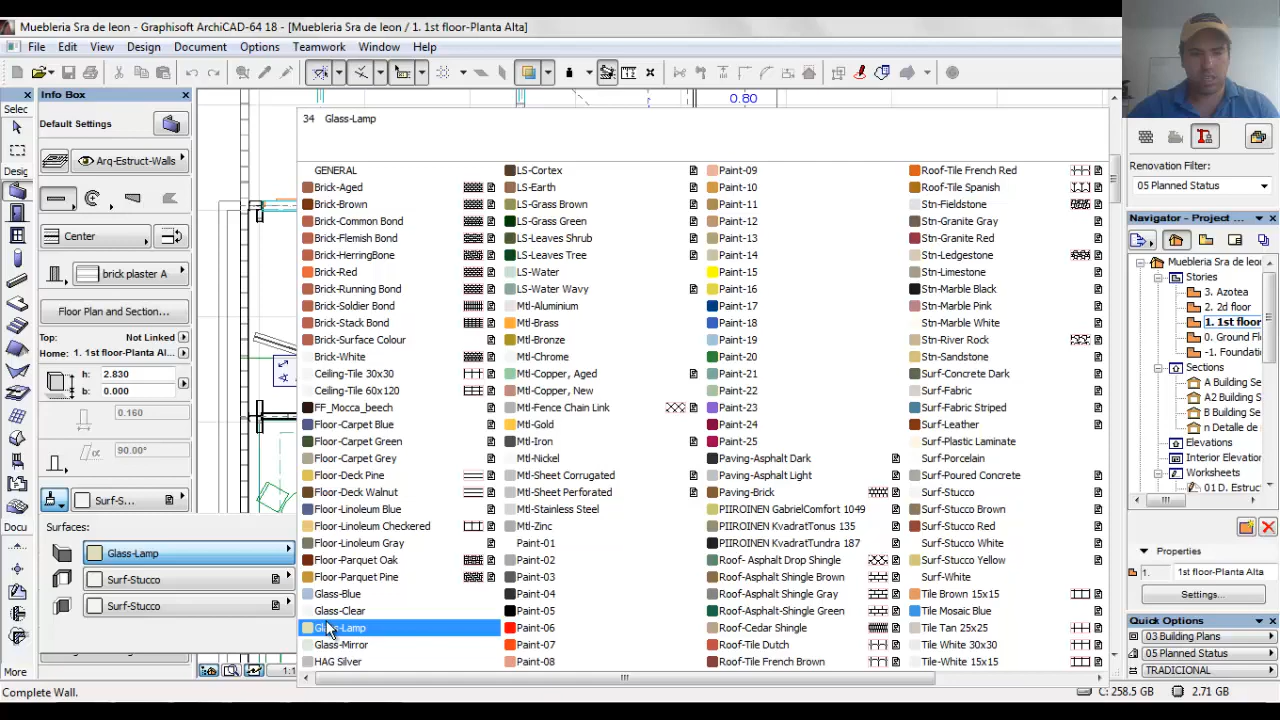 Muebleria Sra de leon - Graphisoft ArchiCAD-64 18 - [Muebleria Sra de leon / 1. 1st floor-Planta Alta]
File Edit View Design Document Options Teamwork Window Help
Info Box
Selec
Default Settings
Arq-Estruct-Walls
Desig
Center
brick plaster A
Floor Plan and Section...
Top: Not Linked
Home: 1. 1st floor-Planta Al...
h: 2.830
b: 0.000
0.160
90.00°
Surf-S...
Docu
Surfaces:
Glass-Lamp
Surf-Stucco
Surf-Stucco
More
0.80
34 Glass-Lamp
GENERAL
Brick-Aged
Brick-Brown
Brick-Common Bond
Brick-Flemish Bond
Brick-HerringBone
Brick-Red
Brick-Running Bond
Brick-Soldier Bond
Brick-Stack Bond
Brick-Surface Colour
Brick-White
Ceiling-Tile 30x30
Ceiling-Tile 60x120
FF_Mocca_beech
Floor-Carpet Blue
Floor-Carpet Green
Floor-Carpet Grey
Floor-Deck Pine
Floor-Deck Walnut
Floor-Linoleum Blue
Floor-Linoleum Checkered
Floor-Linoleum Gray
Floor-Parquet Oak
Floor-Parquet Pine
Glass-Blue
Glass-Clear
Glass-Lamp
Glass-Mirror
HAG Silver
LS-Cortex
LS-Earth
LS-Grass Brown
LS-Grass Green
LS-Leaves Shrub
LS-Leaves Tree
LS-Water
LS-Water Wavy
Mtl-Aluminium
Mtl-Brass
Mtl-Bronze
Mtl-Chrome
Mtl-Copper, Aged
Mtl-Copper, New
Mtl-Fence Chain Link
Mtl-Gold
Mtl-Iron
Mtl-Nickel
Mtl-Sheet Corrugated
Mtl-Sheet Perforated
Mtl-Stainless Steel
Mtl-Zinc
Paint-01
Paint-02
Paint-03
Paint-04
Paint-05
Paint-06
Paint-07
Paint-08
Paint-09
Paint-10
Paint-11
Paint-12
Paint-13
Paint-14
Paint-15
Paint-16
Paint-17
Paint-18
Paint-19
Paint-20
Paint-21
Paint-22
Paint-23
Paint-24
Paint-25
Paving-Asphalt Dark
Paving-Asphalt Light
Paving-Brick
PIIROINEN GabrielComfort 1049
PIIROINEN KvadratTonus 135
PIIROINEN KvadratTundra 187
Roof- Asphalt Drop Shingle
Roof-Asphalt Shingle Brown
Roof-Asphalt Shingle Gray
Roof-Asphalt Shingle Green
Roof-Cedar Shingle
Roof-Tile Dutch
Roof-Tile French Brown
Roof-Tile French Red
Roof-Tile Spanish
Stn-Fieldstone
Stn-Granite Gray
Stn-Granite Red
Stn-Ledgestone
Stn-Limestone
Stn-Marble Black
Stn-Marble Pink
Stn-Marble White
Stn-River Rock
Stn-Sandstone
Surf-Concrete Dark
Surf-Fabric
Surf-Fabric Striped
Surf-Leather
Surf-Plastic Laminate
Surf-Porcelain
Surf-Poured Concrete
Surf-Stucco
Surf-Stucco Brown
Surf-Stucco Red
Surf-Stucco White
Surf-Stucco Yellow
Surf-White
Tile Brown 15x15
Tile Mosaic Blue
Tile Tan 25x25
Tile White 30x30
Tile-White 15x15
Renovation Filter:
05 Planned Status
Navigator - Project ...
Muebleria Sra de leon
Stories
3. Azotea
2. 2d floor
1. 1st floor
0. Ground F
-1. Foundati
Sections
A Building Se
A2 Building S
B Building Se
n Detalle de
Elevations
Interior Elevatio
Worksheets
01 D. Estruc
Properties
1. 1st floor-Planta Alta
Settings...
Quick Options
03 Building Plans
05 Planned Status
TRADICIONAL
Complete Wall.
C: 258.5 GB 2.71 GB